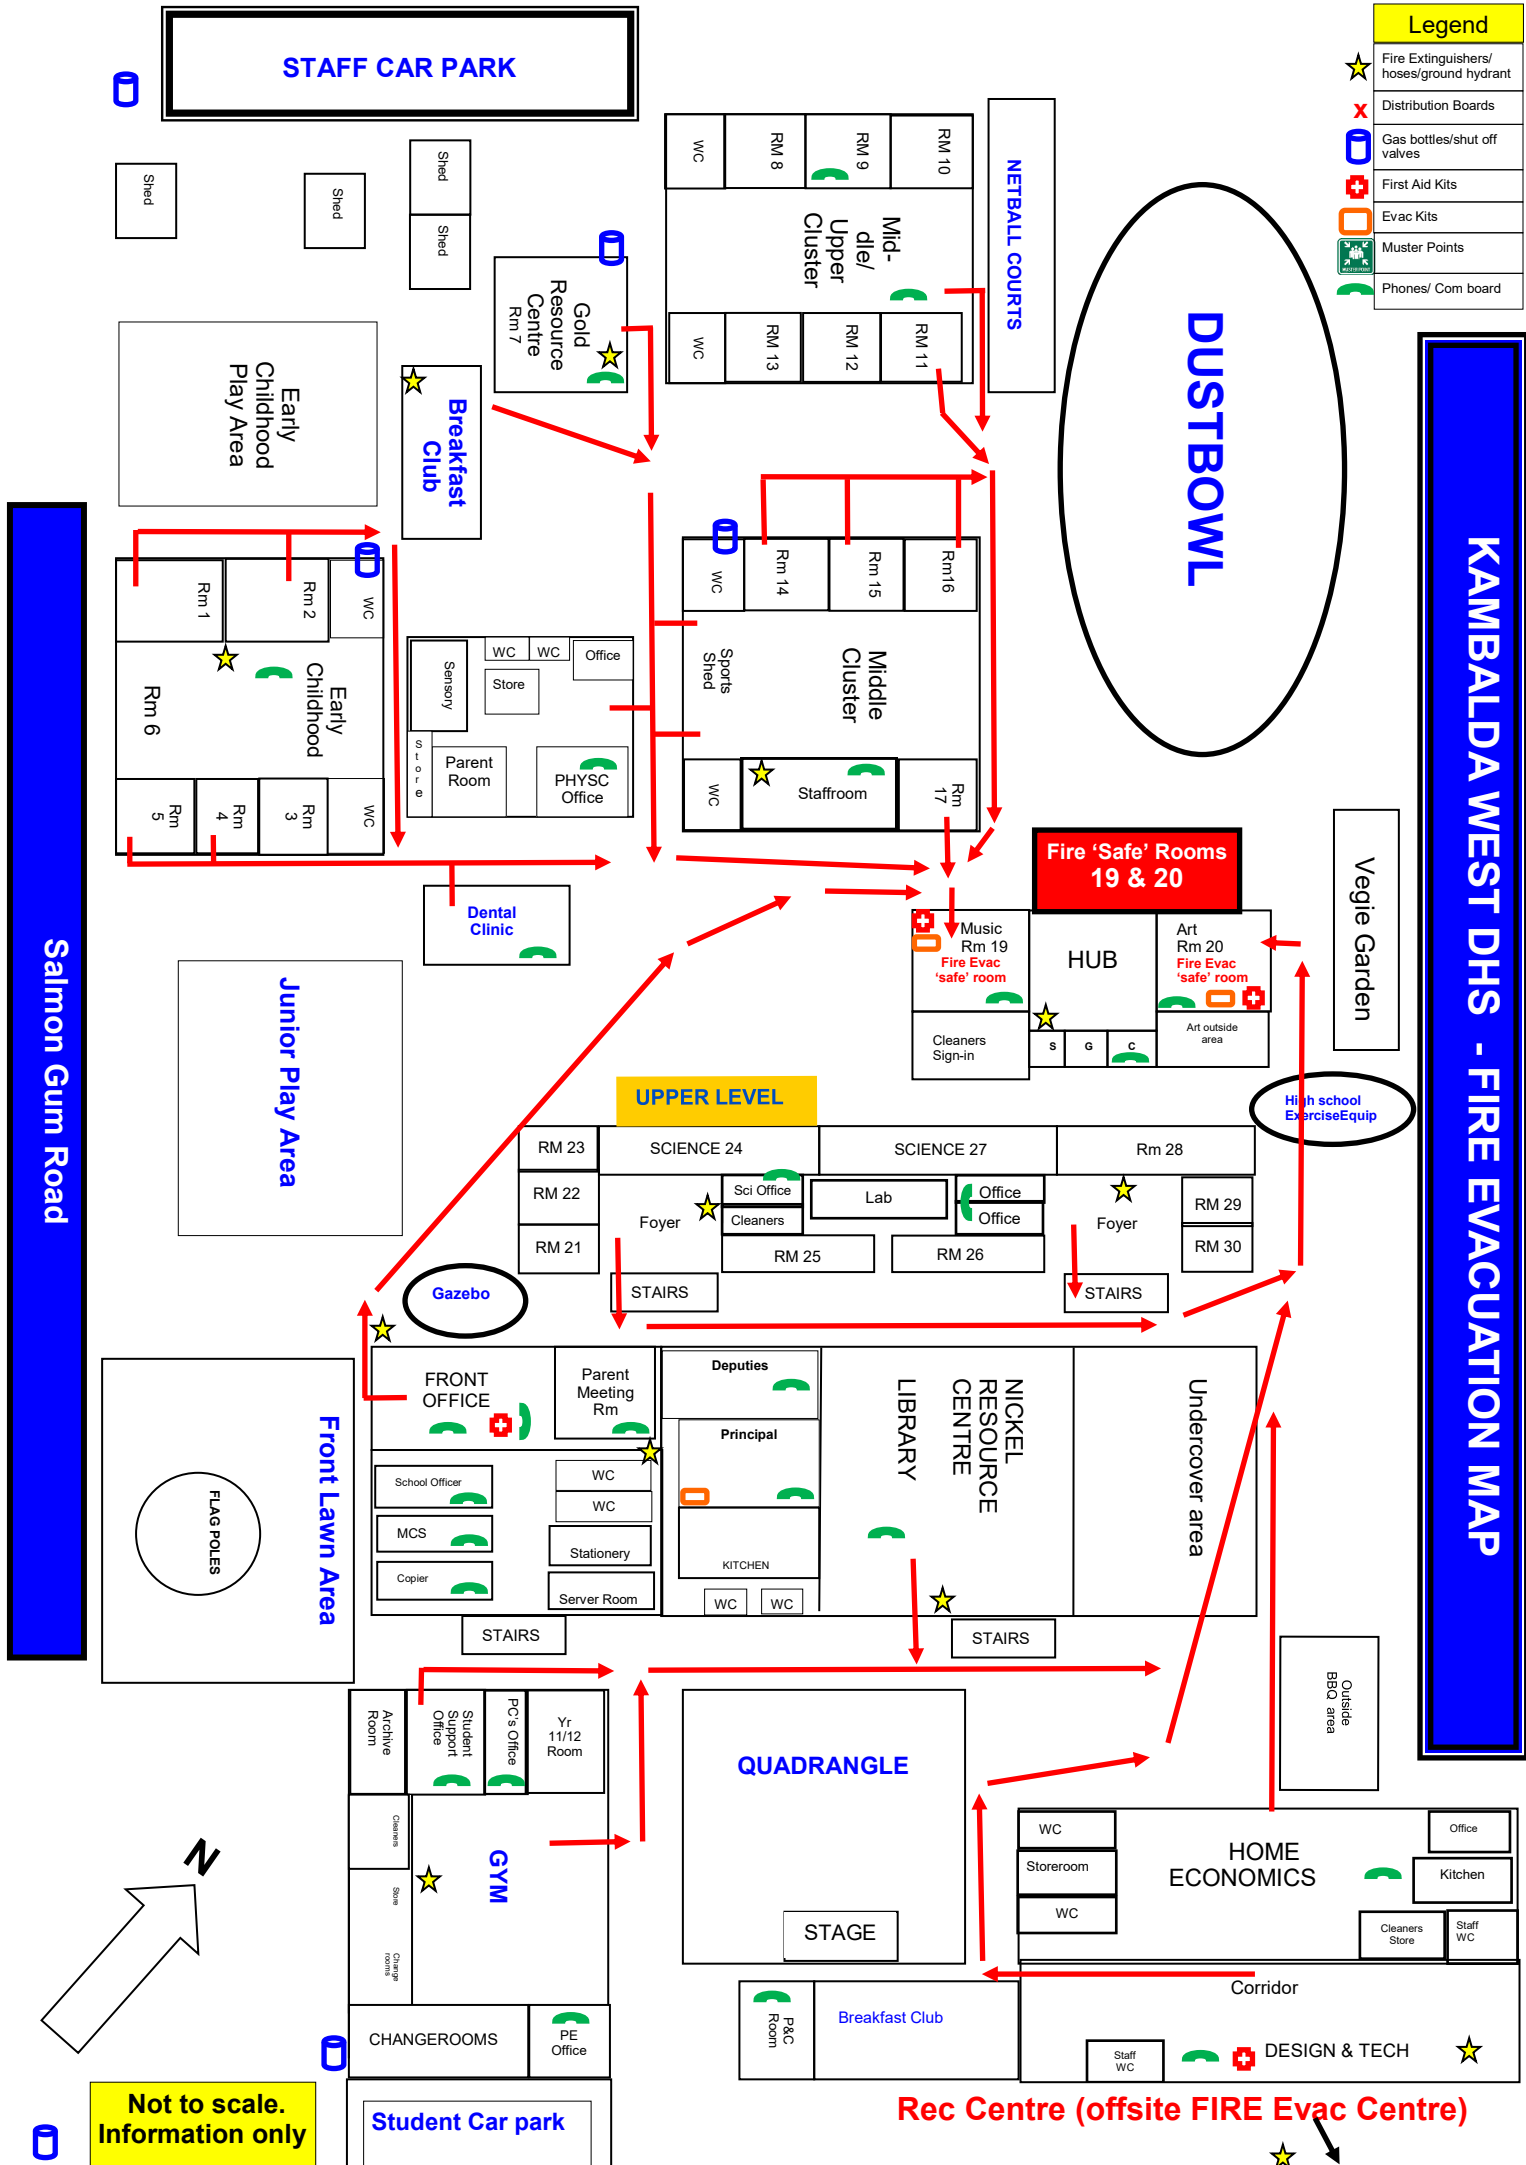 STAFF CAR PARK
Legend
Fire Extinguishers/
hoses/ground hydrant
x
Distribution Boards
Gas bottles/shut off
valves
First Aid Kits
Evac Kits
MUSTER POINT
Muster Points
Phones/ Com board
KAMBALDA WEST DHS - FIRE EVACUATION MAP
Shed
Shed
Shed
Shed
WC
RM 8
RM 9
RM 10
Mid-
dle/
Upper
Cluster
WC
RM 13
RM 12
RM 11
NETBALL COURTS
DUSTBOWL
Gold
Resource
Centre
Rm 7
Early
Childhood
Play Area
Breakfast
Club
Salmon Gum Road
Rm 1
Rm 2
WC
Early
Childhood
Rm 6
Rm
5
Rm
4
Rm
3
WC
Sensory
WC
WC
Office
Store
Store
Parent
Room
PHYSC
Office
WC
Rm 14
Rm 15
Rm16
Sports
Shed
Middle
Cluster
WC
Staffroom
Rm
17
Dental
Clinic
Fire ‘Safe’ Rooms
19 & 20
Vegie Garden
Music
Rm 19
Fire Evac
‘safe’ room
HUB
Art
Rm 20
Fire Evac
‘safe’ room
Cleaners
Sign-in
S
G
C
Art outside
area
Junior Play Area
UPPER LEVEL
High school
ExerciseEquip
RM 23
SCIENCE 24
SCIENCE 27
Rm 28
RM 22
Foyer
Sci Office
Cleaners
Lab
Office
Office
Foyer
RM 29
RM 21
RM 25
RM 26
RM 30
STAIRS
STAIRS
Gazebo
Front Lawn Area
FLAG POLES
FRONT
OFFICE
Parent
Meeting
Rm
Deputies
Principal
KITCHEN
WC
WC
School Officer
MCS
Copier
WC
WC
Stationery
Server Room
NICKEL
RESOURCE
CENTRE
LIBRARY
Undercover area
STAIRS
STAIRS
Outside
BBQ area
Archive
Room
Student
Support
Office
PC’s Office
Yr
11/12
Room
Cleaners
Store
Change
rooms
GYM
QUADRANGLE
STAGE
CHANGEROOMS
PE
Office
WC
Storeroom
WC
HOME
ECONOMICS
Office
Kitchen
Cleaners
Store
Staff
WC
Corridor
P&C
Room
Breakfast Club
Staff
WC
DESIGN & TECH
N
Not to scale.
Information only
Student Car park
Rec Centre (offsite FIRE Evac Centre)